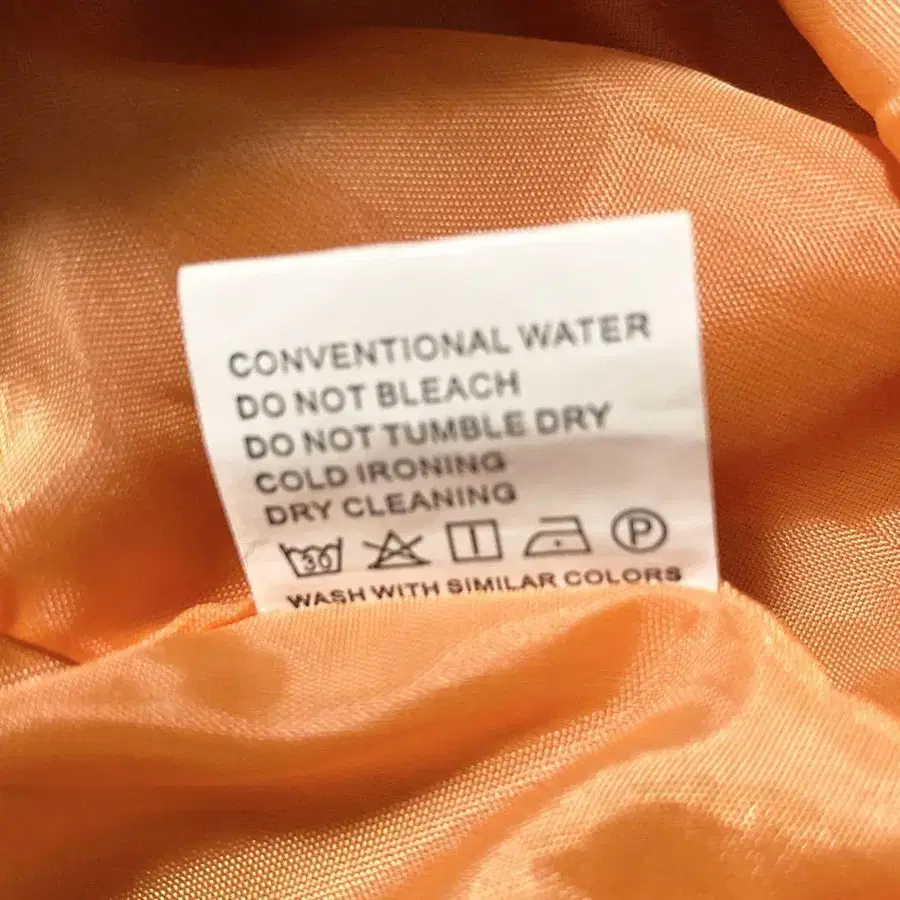 CONVENTIONAL WATER
DO NOT BLEACH
DO NOT TUMBLE DRY
COLD IRONING
DRY CLEANING
30 P
WASH WITH SIMILAR COLORS